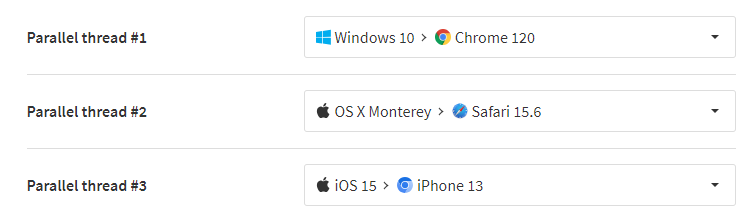 Parallel thread #1 Windows 10 > Chrome 120
Parallel thread #2 OS X Monterey > Safari 15.6
Parallel thread #3 iOS 15 > iPhone 13